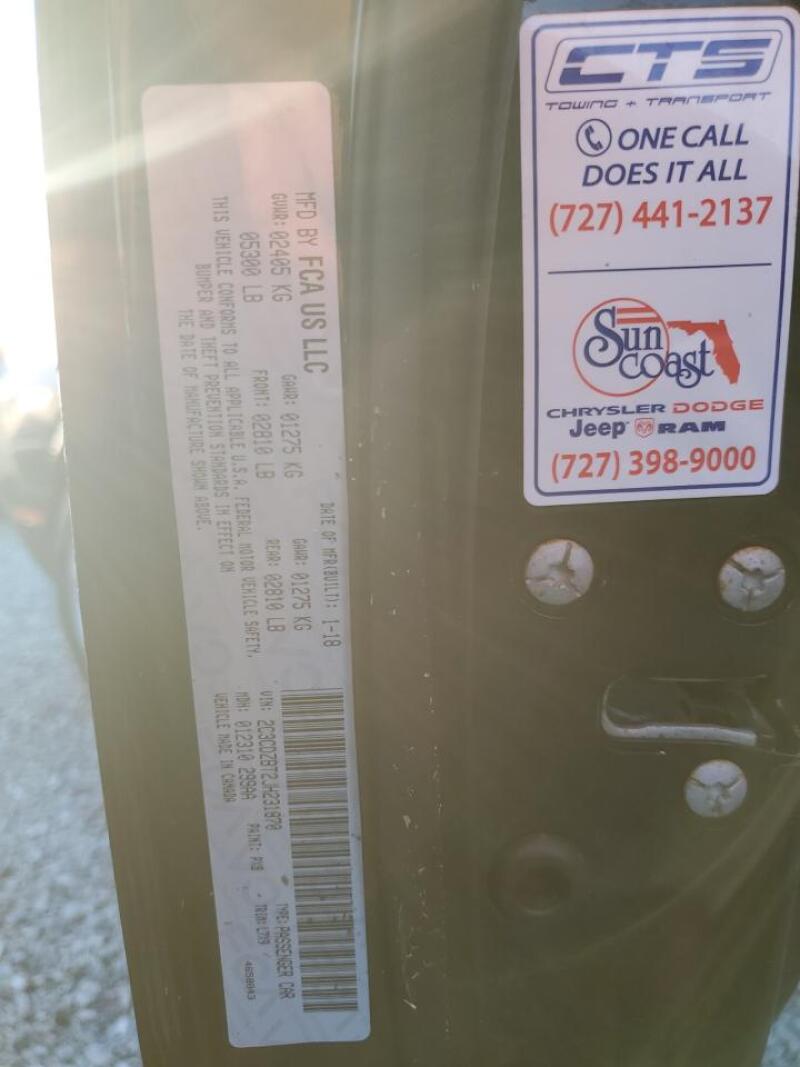 MFD BY FCA US LLC
DATE OF MFR(BUILT): 1-18
GVWR: 02405 KG
05300 LB
GAWR: 01275 KG
FRONT: 02810 LB
GAWR: 01275 KG
REAR: 02810 LB
THIS VEHICLE CONFORMS TO ALL APPLICABLE U.S.A. FEDERAL MOTOR VEHICLE SAFETY,
BUMPER AND THEFT PREVENTION STANDARDS IN EFFECT ON
THE DATE OF MANUFACTURE SHOWN ABOVE.
VIN: 2C3CDZBT2JH231870
TYPE: PASSENGER CAR
MDH: 012310 299AA
PAINT: PX8
TRIM: L7X9
VEHICLE MADE IN CANADA
CTS
TOWING + TRANSPORT
ONE CALL
DOES IT ALL
(727) 441-2137
Sun
Coast
CHRYSLER DODGE
Jeep RAM
(727) 398-9000